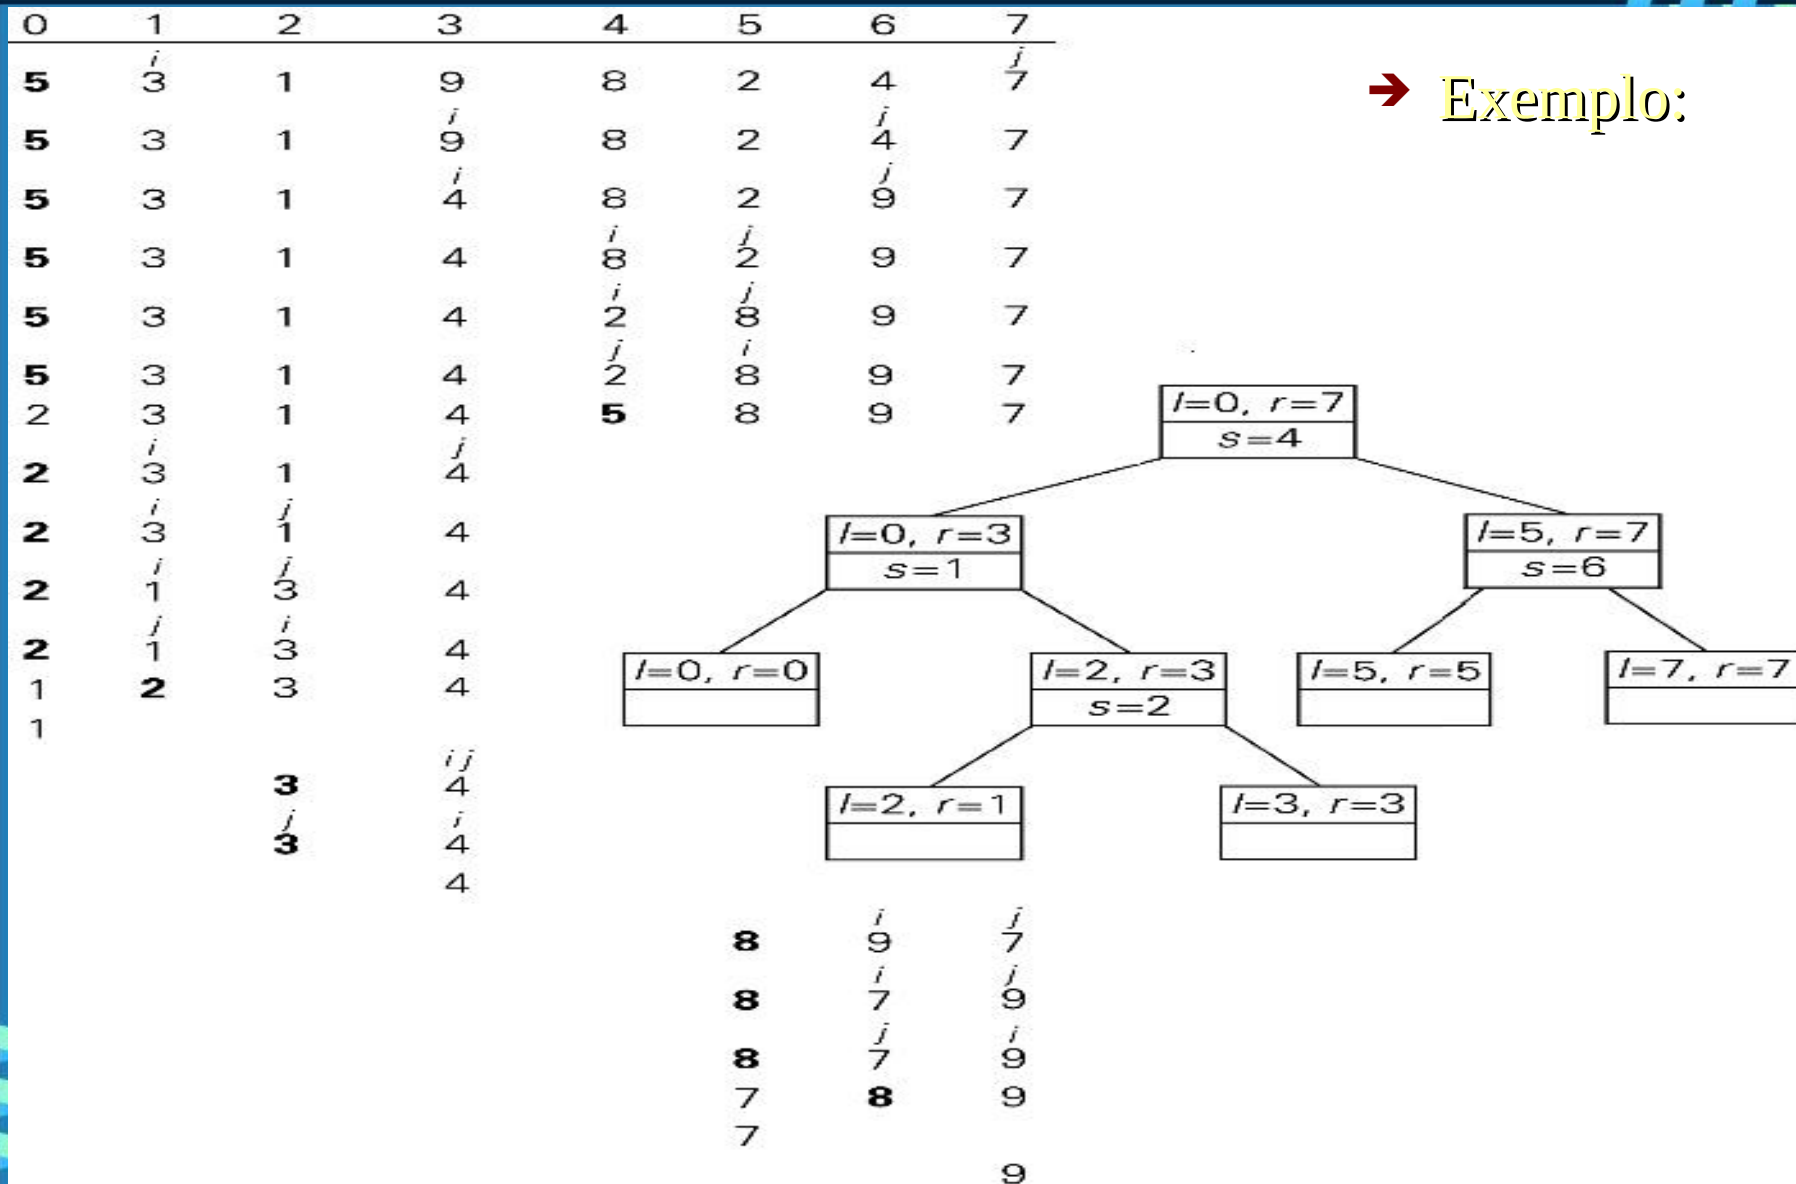 0 1 2 3 4 5 6 7
i j
5 3 1 9 8 2 4 7
i j
5 3 1 9 8 2 4 7
i j
5 3 1 4 8 2 9 7
i j
5 3 1 4 8 2 9 7
i j
5 3 1 4 2 8 9 7
j i
5 3 1 4 2 8 9 7
2 3 1 4 5 8 9 7
i j
2 3 1 4
i j
2 3 1 4
i j
2 1 3 4
j i
2 1 3 4
1 2 3 4
1
i j
3 4
j i
3 4
4
i j
8 9 7
i j
8 7 9
j i
8 7 9
7 8 9
7
9
➔ Exemplo:
l=0, r=7
s=4
l=0, r=3
s=1
l=5, r=7
s=6
l=0, r=0
l=2, r=3
s=2
l=5, r=5
l=7, r=7
l=2, r=1
l=3, r=3